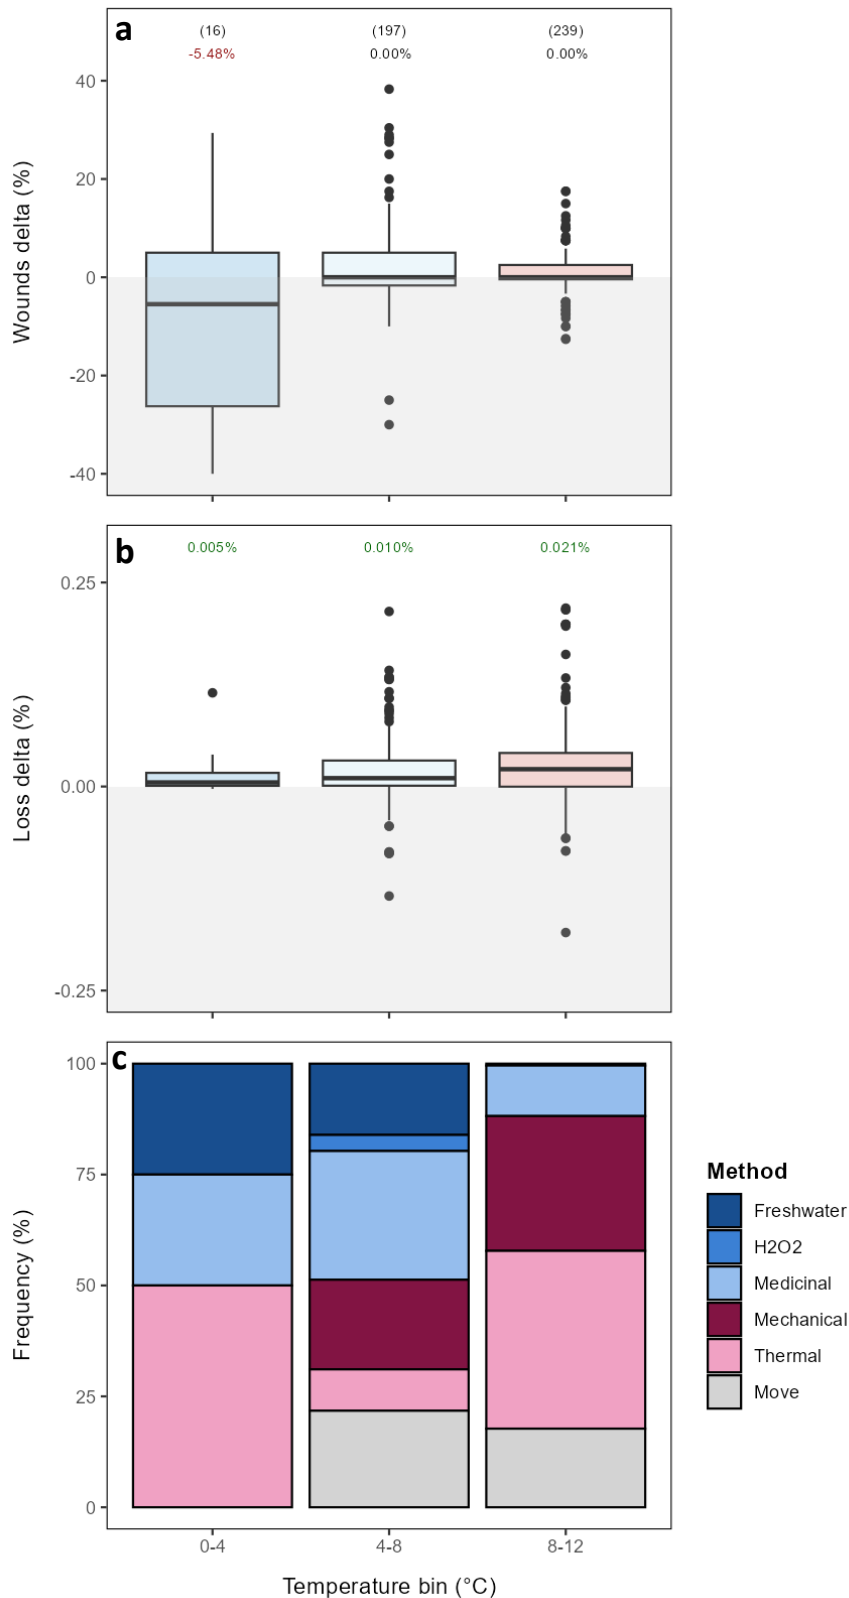 a
(16)
(197)
(239)
-5.48%
0.00%
0.00%
40
20
0
-20
-40
Wounds delta (%)
b
0.005%
0.010%
0.021%
0.25
0.00
-0.25
Loss delta (%)
c
100
75
50
25
0
Frequency (%)
0-4
4-8
8-12
Temperature bin (°C)
Method
Freshwater
H2O2
Medicinal
Mechanical
Thermal
Move